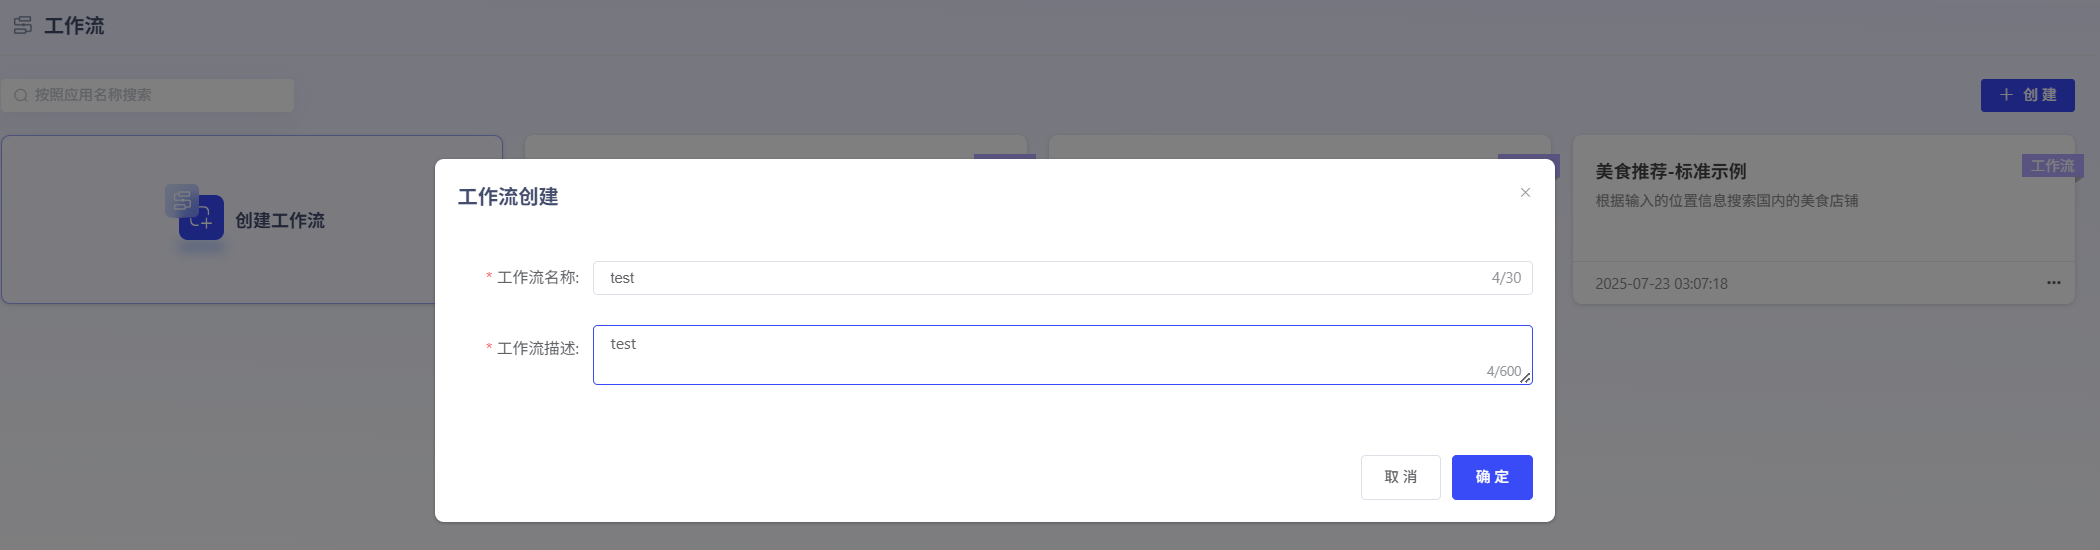 工作流
按照应用名称搜索
创 建
创建工作流
美食推荐-标准示例
工作流
根据输入的位置信息搜索国内的美食店铺
2025-07-23 03:07:18
工作流创建
* 工作流名称:
test
4/30
* 工作流描述:
test
4/600
取 消
确 定